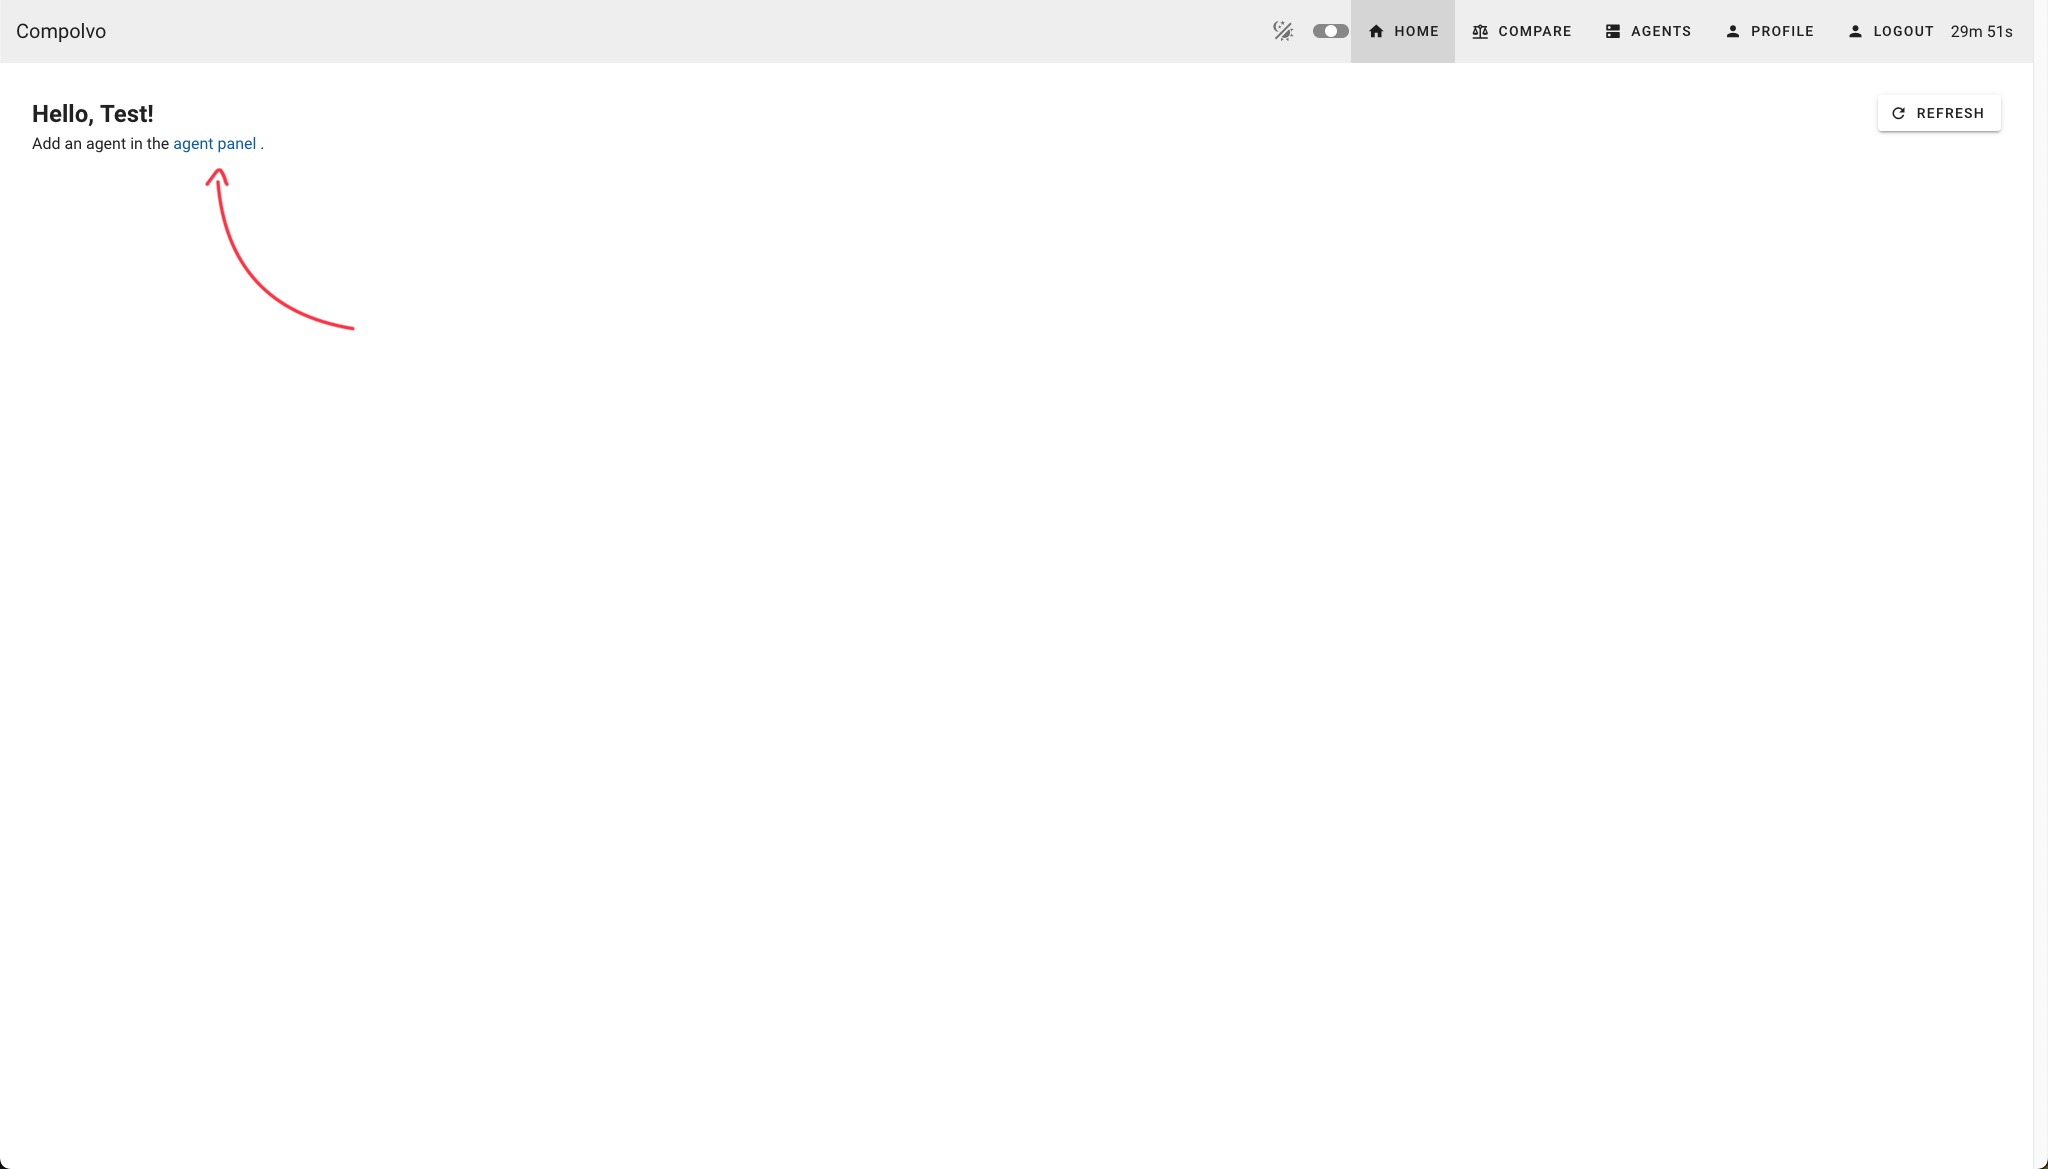 Compolvo
HOME
COMPARE
AGENTS
PROFILE
LOGOUT
29m 51s
Hello, Test!
REFRESH
Add an agent in the agent panel .